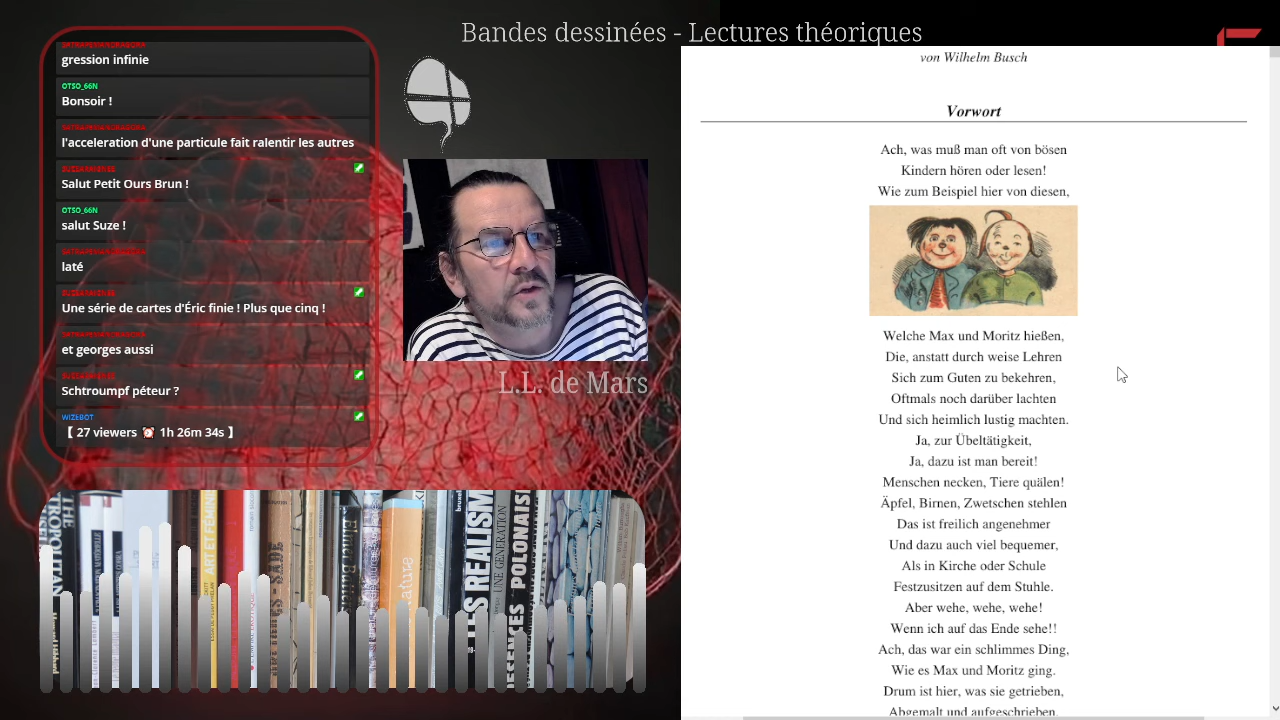 Bandes dessinées - Lectures théoriques
SATRAPEMANDRAGORA
gression infinie
OTSO_66N
Bonsoir !
l'acceleration d'une particule fait ralentir les autres
Salut Petit Ours Brun !
OTSO_66N
salut Suze !
laté
Une série de cartes d'Éric finie ! Plus que cinq !
et georges aussi
Schtroumpf péteur ?
WIZEBOT
【 27 viewers ⏰ 1h 26m 34s 】
L.L. de Mars
von Wilhelm Busch
Vorwort
Ach, was muß man oft von bösen
Kindern hören oder lesen!
Wie zum Beispiel hier von diesen,
Welche Max und Moritz hießen,
Die, anstatt durch weise Lehren
Sich zum Guten zu bekehren,
Oftmals noch darüber lachten
Und sich heimlich lustig machten.
Ja, zur Übeltätigkeit,
Ja, dazu ist man bereit!
Menschen necken, Tiere quälen!
Äpfel, Birnen, Zwetschen stehlen
Das ist freilich angenehmer
Und dazu auch viel bequemer,
Als in Kirche oder Schule
Festzusitzen auf dem Stuhle.
Aber wehe, wehe, wehe!
Wenn ich auf das Ende sehe!!
Ach, das war ein schlimmes Ding,
Wie es Max und Moritz ging.
Drum ist hier, was sie getrieben,
Abgemalt und aufgeschrieben.
THE
UNE GENERATION
POLONAIS